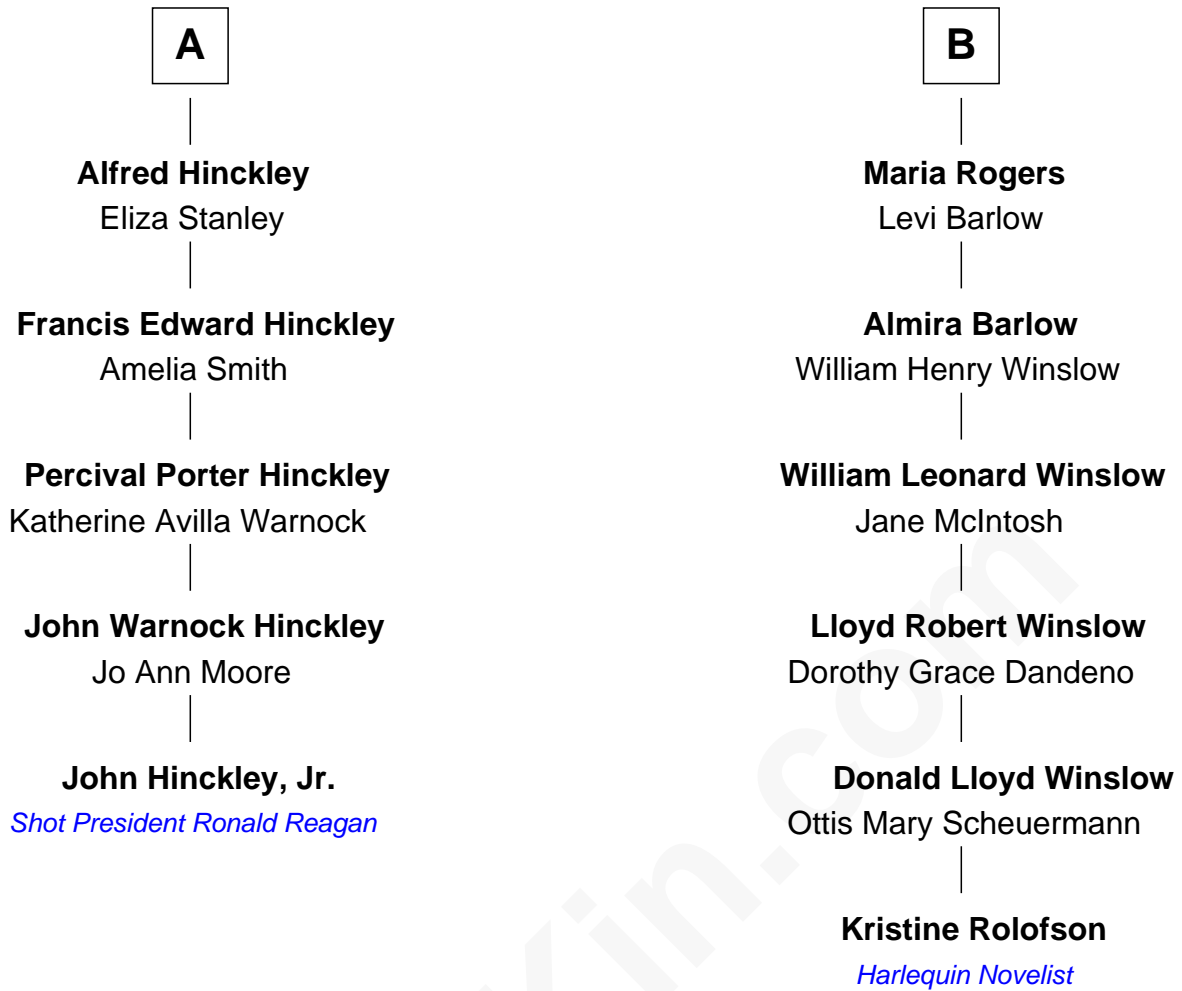 A
Alfred Hinckley
Eliza Stanley
Francis Edward Hinckley
Amelia Smith
Percival Porter Hinckley
Katherine Avilla Warnock
John Warnock Hinckley
Jo Ann Moore
John Hinckley, Jr.
Shot President Ronald Reagan
B
Maria Rogers
Levi Barlow
Almira Barlow
William Henry Winslow
William Leonard Winslow
Jane McIntosh
Lloyd Robert Winslow
Dorothy Grace Dandeno
Donald Lloyd Winslow
Ottis Mary Scheuermann
Kristine Rolofson
Harlequin Novelist
Kin.com